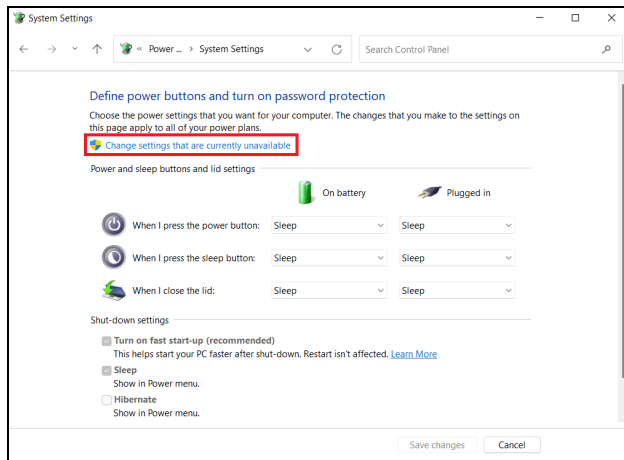 System Settings
« Power ... › System Settings
Search Control Panel
Define power buttons and turn on password protection
Choose the power settings that you want for your computer. The changes that you make to the settings on
this page apply to all of your power plans.
Change settings that are currently unavailable
Power and sleep buttons and lid settings
On battery Plugged in
When I press the power button: Sleep Sleep
When I press the sleep button: Sleep Sleep
When I close the lid: Sleep Sleep
Shut-down settings
Turn on fast start-up (recommended)
This helps start your PC faster after shut-down. Restart isn't affected. Learn More
Sleep
Show in Power menu.
Hibernate
Show in Power menu.
Save changes Cancel